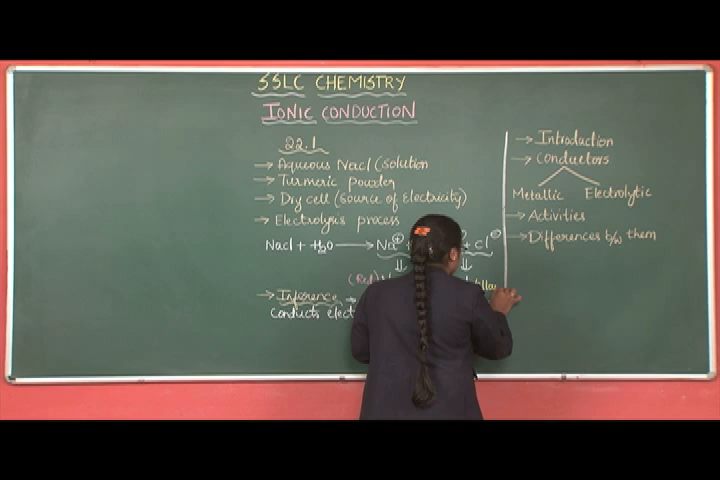 SSLC CHEMISTRY
IONIC CONDUCTION
22.1
→ Aqueous Nacl (Solution
→ Turmeric powder
→ Dry cell (Source of Electricity)
→ Electrolysis process
Nacl + H₂O → Na⊕ + cl⊖
(Red)
→ Inference →
conducts
→ Introduction
→ Conductors
Metallic Electrolytic
→ Activities
→ Differences b/w them